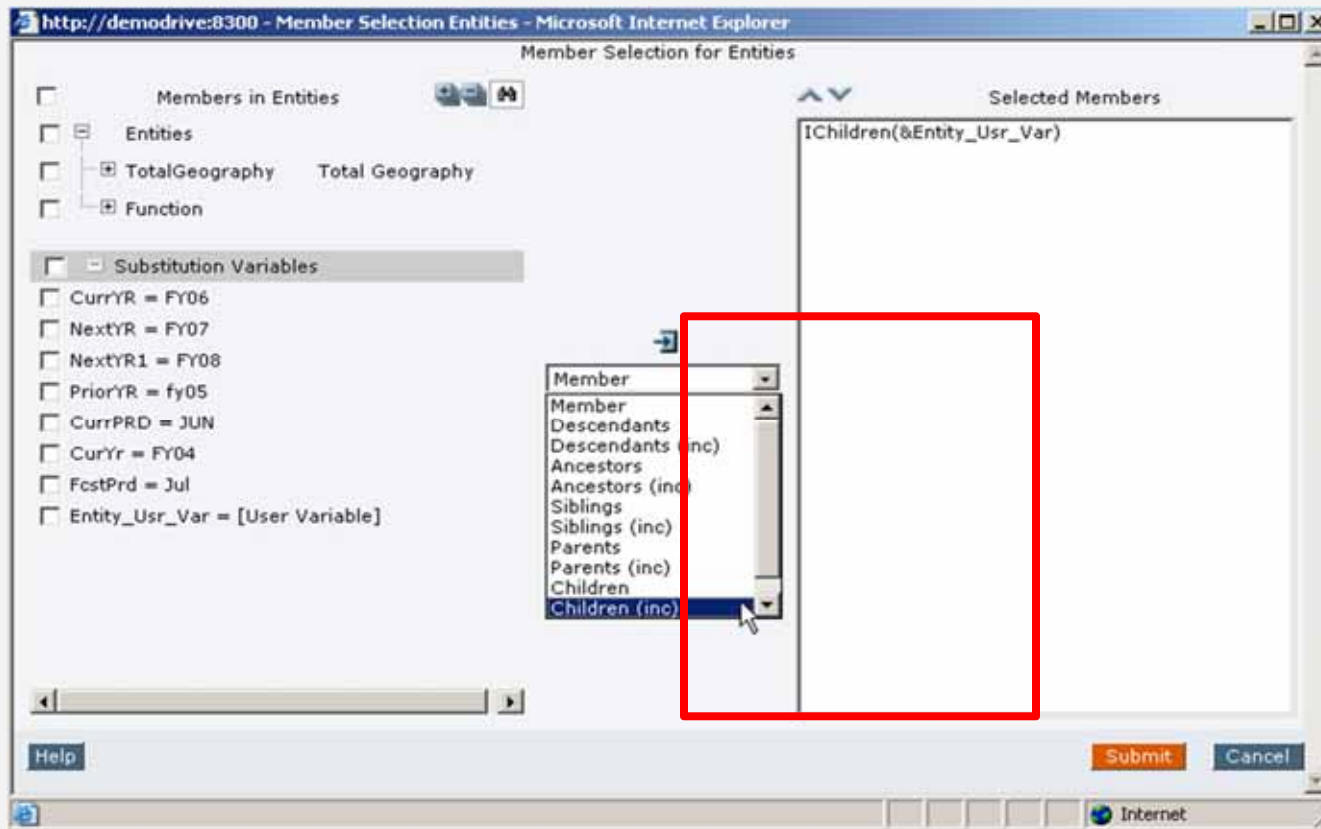 http://demodrive:8300 - Member Selection Entities - Microsoft Internet Explorer
Member Selection for Entities
Members in Entities
Selected Members
Entities
IChildren(&Entity_Usr_Var)
TotalGeography Total Geography
Function
Substitution Variables
CurrYR = FY06
NextYR = FY07
NextYR1 = FY08
PriorYR = fy05
CurrPRD = JUN
CurYr = FY04
FcstPrd = Jul
Entity_Usr_Var = [User Variable]
Member
Member
Descendants
Descendants (inc)
Ancestors
Ancestors (inc)
Siblings
Siblings (inc)
Parents
Parents (inc)
Children
Children (inc)
Help
Submit
Cancel
Internet